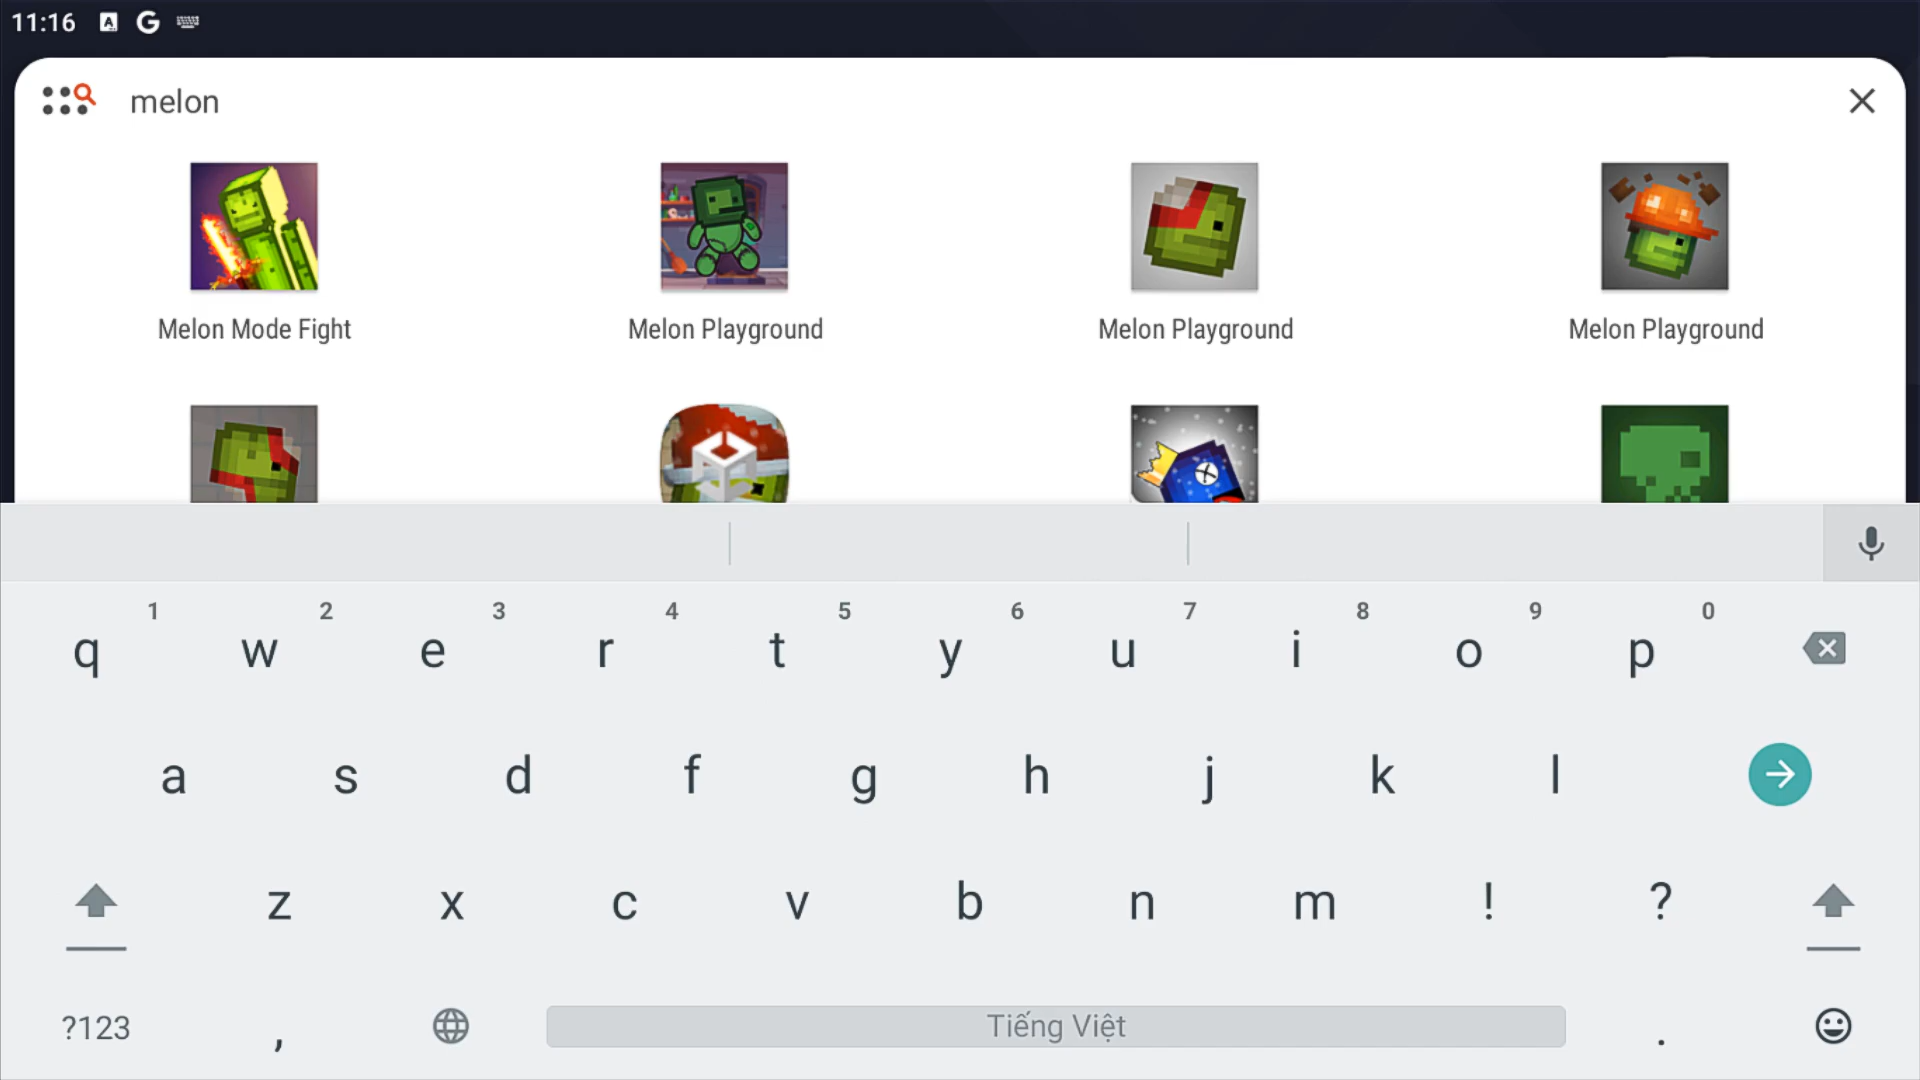 11:16
melon
Melon Mode Fight
Melon Playground
Melon Playground
Melon Playground
1 2 3 4 5 6 7 8 9 0
q w e r t y u i o p
a s d f g h j k l
z x c v b n m ! ?
?123 , Tiếng Việt .